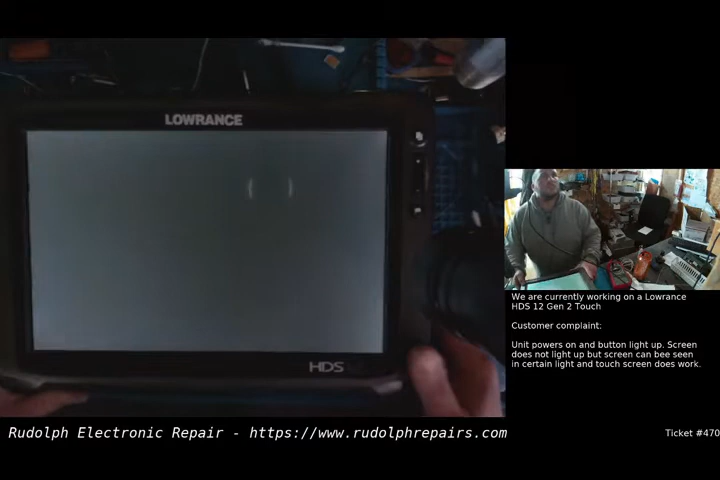 LOWRANCE
HDS
We are currently working on a Lowrance
HDS 12 Gen 2 Touch
Customer complaint:
Unit powers on and button light up. Screen
does not light up but screen can bee seen
in certain light and touch screen does work.
Rudolph Electronic Repair - https://www.rudolphrepairs.com
Ticket #470